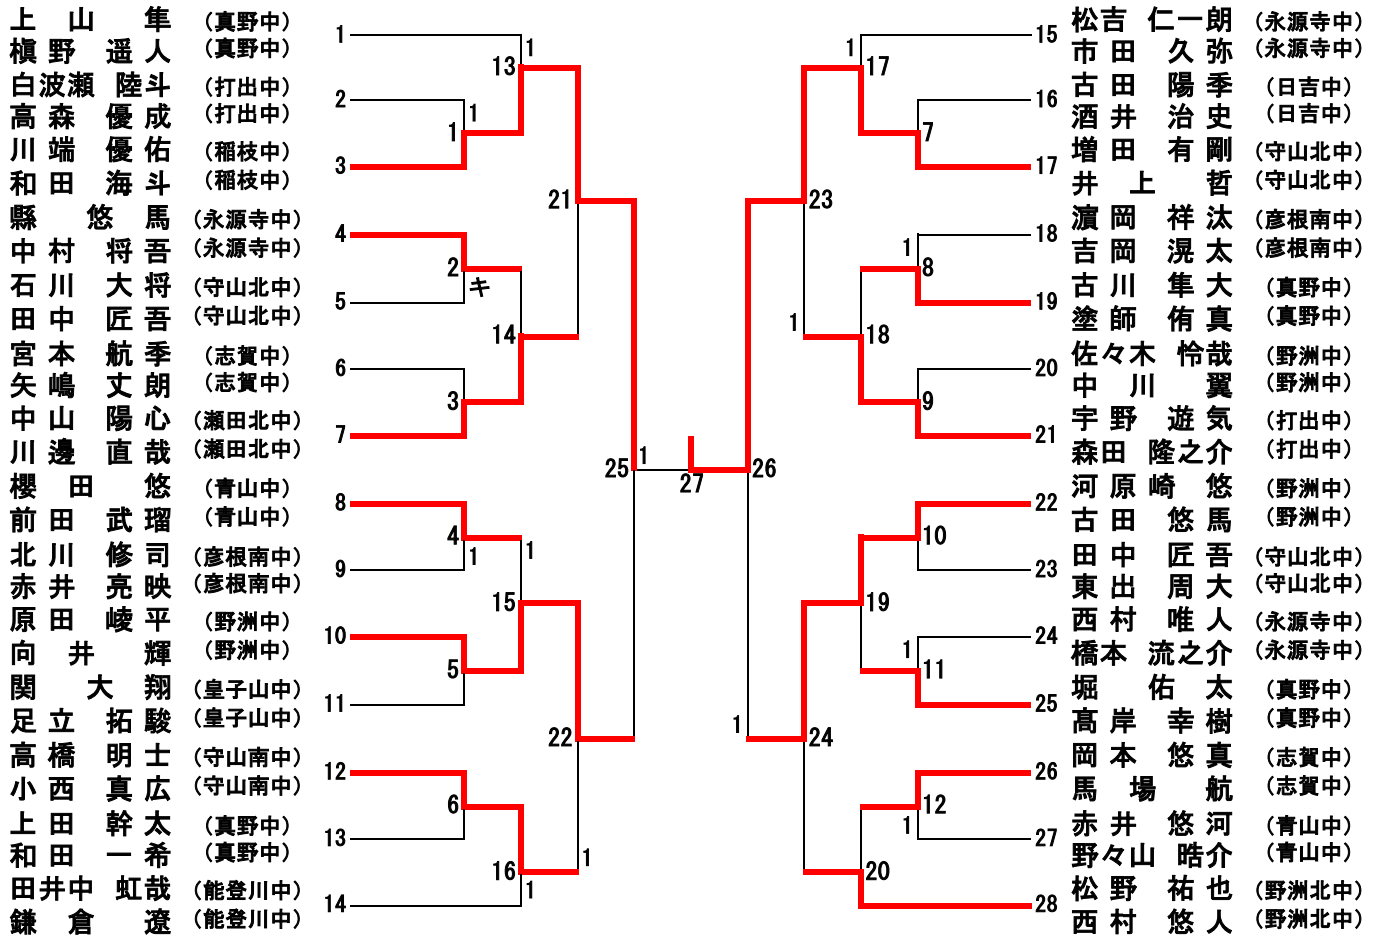 上山 隼 （真野中）
槇野 遥人 （真野中）
1
白波瀬 陸斗 （打出中）
高森 優成 （打出中）
2
川端 優佑 （稲枝中）
和田 海斗 （稲枝中）
3
縣 悠馬 （永源寺中）
中村 将吾 （永源寺中）
4
石川 大将 （守山北中）
田中 匠吾 （守山北中）
5
宮本 航季 （志賀中）
矢嶋 丈朗 （志賀中）
6
中山 陽心 （瀬田北中）
川邊 直哉 （瀬田北中）
7
櫻田 悠 （青山中）
前田 武瑠 （青山中）
8
北川 修司 （彦根南中）
赤井 亮映 （彦根南中）
9
原田 崚平 （野洲中）
向井 輝 （野洲中）
10
関 大翔 （皇子山中）
足立 拓駿 （皇子山中）
11
高橋 明士 （守山南中）
小西 真広 （守山南中）
12
上田 幹太 （真野中）
和田 一希 （真野中）
13
田井中 虹哉 （能登川中）
鎌倉 遼 （能登川中）
14
1
13
1
1
21
2
キ
14
3
25
1
4
1
1
15
5
22
6
1
16
1
27
26
1
17
7
23
1
8
1
18
9
10
19
1
11
1
24
12
1
20
15
松吉 仁一朗 （永源寺中）
市田 久弥 （永源寺中）
16
古田 陽季 （日吉中）
酒井 治史 （日吉中）
17
増田 有剛 （守山北中）
井上 哲 （守山北中）
18
濵岡 祥汰 （彦根南中）
吉岡 滉太 （彦根南中）
19
古川 隼大 （真野中）
塗師 侑真 （真野中）
20
佐々木 怜哉 （野洲中）
中川 翼 （野洲中）
21
宇野 遊気 （打出中）
森田 隆之介 （打出中）
22
河原崎 悠 （野洲中）
古田 悠馬 （野洲中）
23
田中 匠吾 （守山北中）
東出 周大 （守山北中）
24
西村 唯人 （永源寺中）
橋本 流之介 （永源寺中）
25
堀 佑太 （真野中）
髙岸 幸樹 （真野中）
26
岡本 悠真 （志賀中）
馬場 航 （志賀中）
27
赤井 悠河 （青山中）
野々山 晧介 （青山中）
28
松野 祐也 （野洲北中）
西村 悠人 （野洲北中）